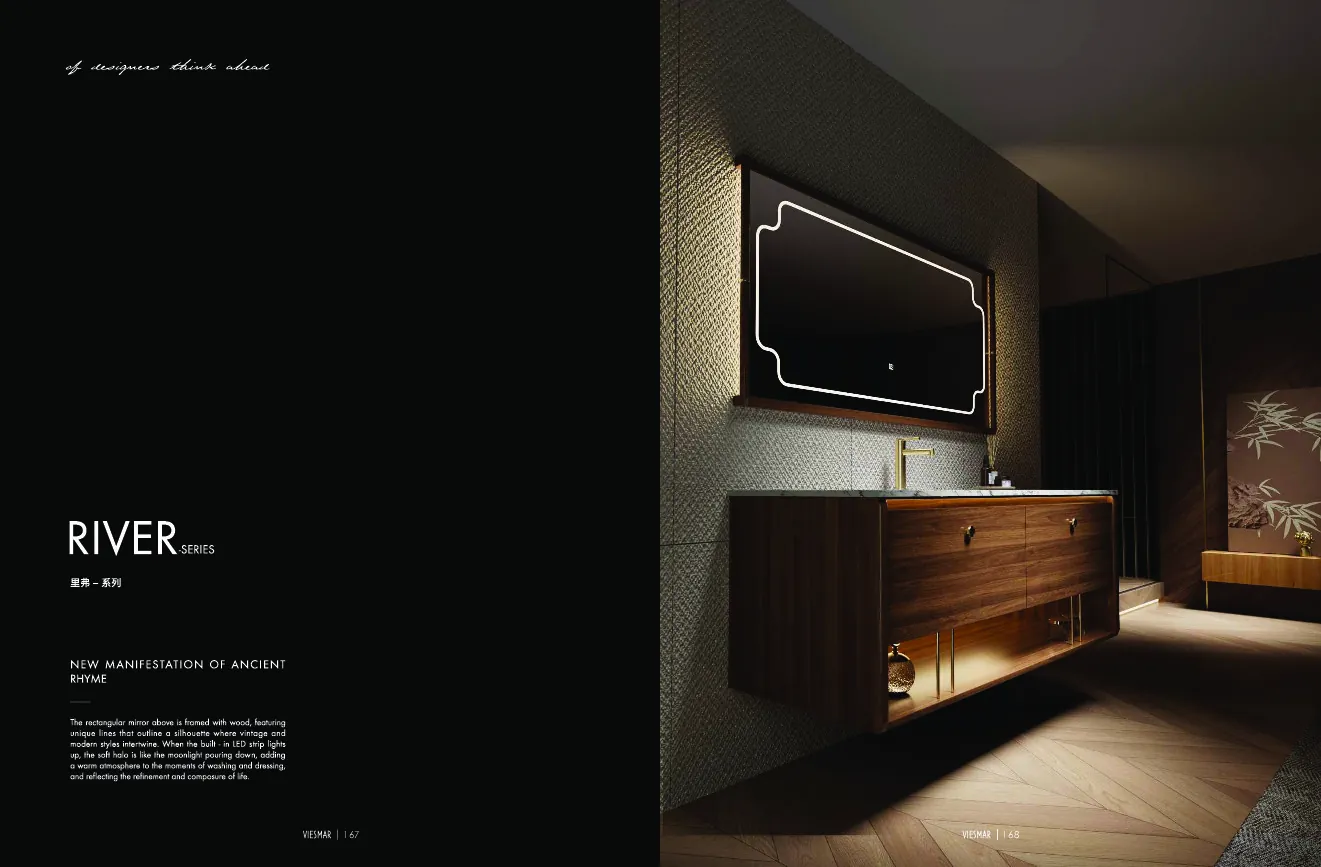 of designers think ahead
RIVER-SERIES
里弗 – 系列
NEW MANIFESTATION OF ANCIENT
RHYME
The rectangular mirror above is framed with wood, featuring
unique lines that outline a silhouette where vintage and
modern styles intertwine. When the built - in LED strip lights
up, the soft halo is like the moonlight pouring down, adding
a warm atmosphere to the moments of washing and dressing,
and reflecting the refinement and composure of life.
VIESMAR | 167
VIESMAR | 168